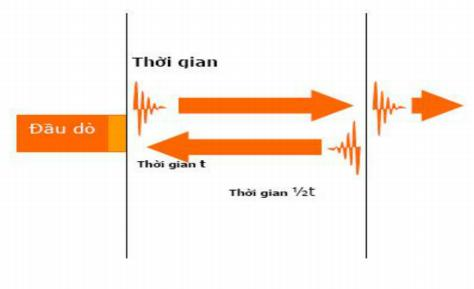 Thời gian
Đầu dò
Thời gian t
Thời gian ½t